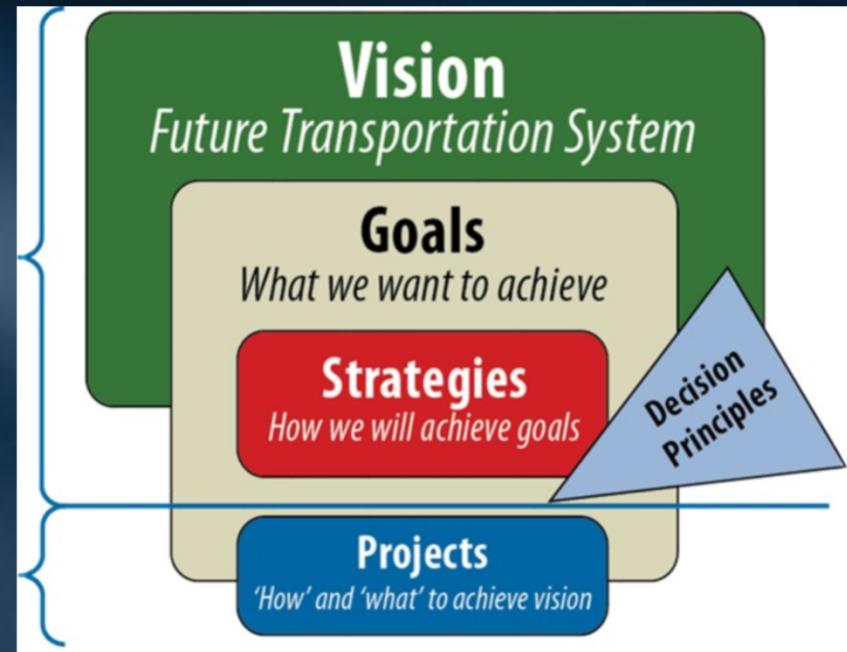 Vision
Future Transportation System
Goals
What we want to achieve
Strategies
How we will achieve goals
Decision
Principles
Projects
‘How’ and ‘what’ to achieve vision